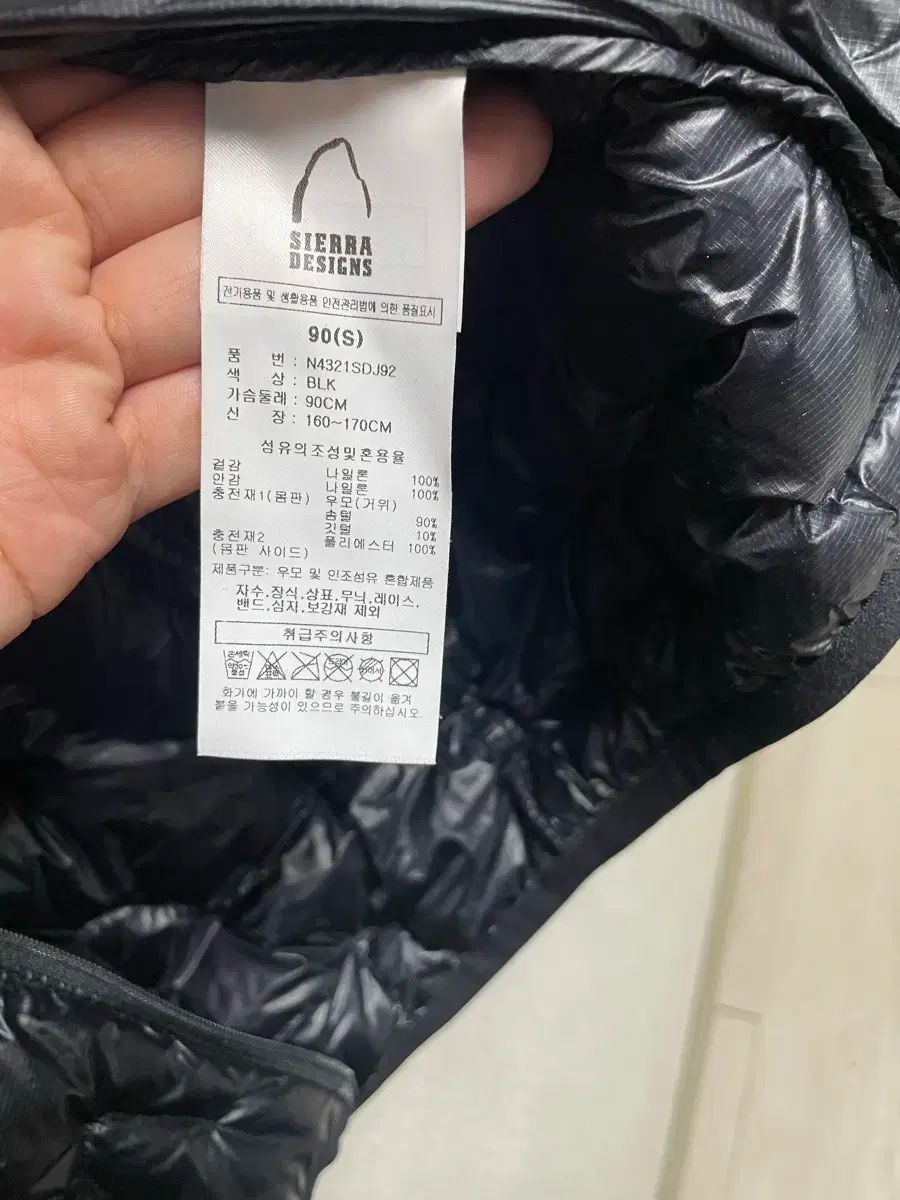 SIERRA
DESIGNS
전기용품 및 생활용품 안전관리법에 의한 품질표시
90(S)
품 번 : N4321SDJ92
색 상 : BLK
가슴둘레 : 90CM
신 장 : 160~170CM
섬유의조성및혼용율
겉감 나일론 100%
안감 나일론 100%
충전재1(몸판) 우모(거위)
솜털 90%
깃털 10%
충전재2 폴리에스터 100%
(몸판 사이드)
제품구분: 우모 및 인조섬유 혼합제품
자수.장식.상표.무늬.레이스.
밴드.심지.보강재 제외
취급주의사항
손세탁
약30℃
중성
화기에 가까이 할 경우 불길이 옮겨
붙을 가능성이 있으므로 주의하십시오.